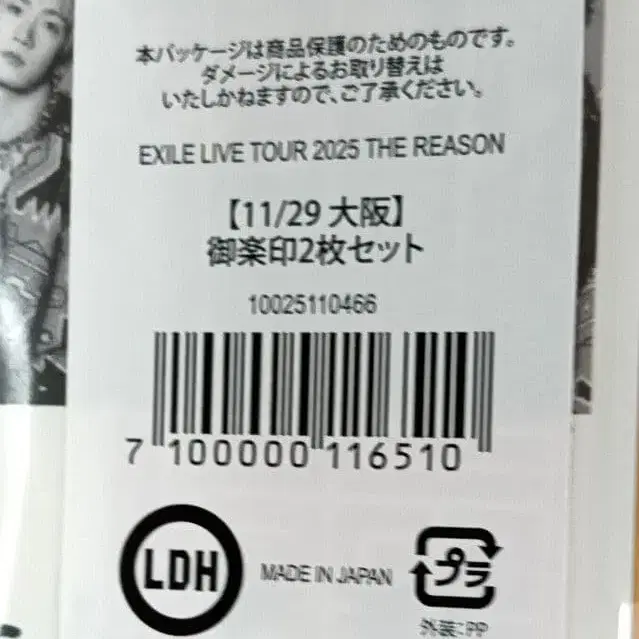 本パッケージは商品保護のためのものです。
ダメージによるお取り替えは
いたしかねますので、ご了承ください。
EXILE LIVE TOUR 2025 THE REASON
【11/29 大阪】
御楽印2枚セット
10025110466
7 100000 116510
LDH
MADE IN JAPAN
プラ
外装:PP